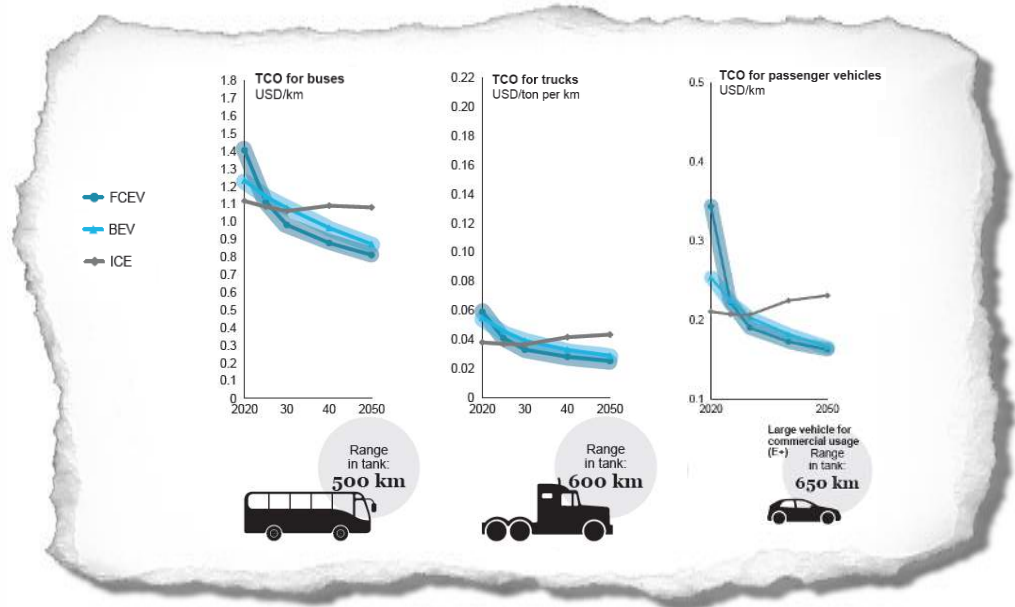 TCO for buses
USD/km
1.8
1.7
1.6
1.5
1.4
1.3
1.2
1.1
1.0
0.9
0.8
0.7
0.6
0.5
0.4
0.3
0.2
0.1
0
2020 30 40 2050
TCO for trucks
USD/ton per km
0.22
0.20
0.18
0.16
0.14
0.12
0.10
0.08
0.06
0.04
0.02
0
2020 30 40 2050
TCO for passenger vehicles
USD/km
0.5
0.4
0.3
0.2
0.1
2020 2050
FCEV
BEV
ICE
Range
in tank:
500 km
Range
in tank:
600 km
Large vehicle for
commercial usage
(E+) Range
in tank:
650 km